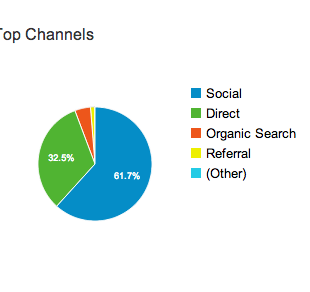 Top Channels
Social
Direct
Organic Search
Referral
(Other)
32.5%
61.7%